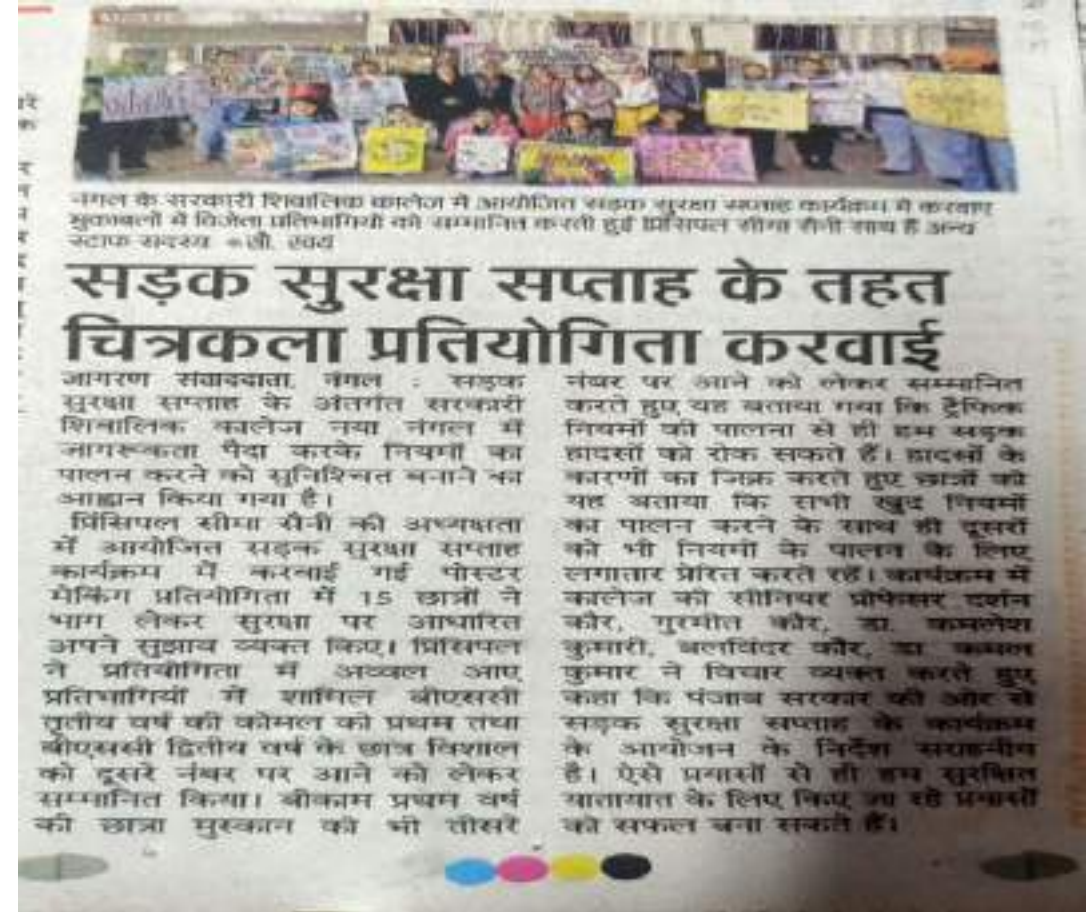 नंगल के सरकारी शिवालिक कालेज में आयोजित सड़क सुरक्षा सप्ताह कार्यक्रम में करवाए
मुकाबलों में विजेता प्रतिभागियों को सम्मानित करती हुई प्रिंसिपल सीमा सैनी साथ हैं अन्य
स्टाफ सदस्य ● सौ. स्वयं
सड़क सुरक्षा सप्ताह के तहत
चित्रकला प्रतियोगिता करवाई
जागरण संवाददाता, नंगल : सड़क
सुरक्षा सप्ताह के अंतर्गत सरकारी
शिवालिक कालेज नया नंगल में
जागरूकता पैदा करके नियमों का
पालन करने को सुनिश्चित बनाने का
आह्वान किया गया है।
प्रिंसिपल सीमा सैनी की अध्यक्षता
में आयोजित सड़क सुरक्षा सप्ताह
कार्यक्रम में करवाई गई पोस्टर
मेकिंग प्रतियोगिता में 15 छात्रों ने
भाग लेकर सुरक्षा पर आधारित
अपने सुझाव व्यक्त किए। प्रिंसिपल
ने प्रतियोगिता में अव्वल आए
प्रतिभागियों में शामिल बीएससी
तृतीय वर्ष की कोमल को प्रथम तथा
बीएससी द्वितीय वर्ष के छात्र विशाल
को दूसरे नंबर पर आने को लेकर
सम्मानित किया। बीकाम प्रथम वर्ष
की छात्रा मुस्कान को भी तीसरे
नंबर पर आने को लेकर सम्मानित
करते हुए यह बताया गया कि ट्रैफिक
नियमों की पालना से ही हम सड़क
हादसों को रोक सकते हैं। हादसों के
कारणों का जिक्र करते हुए छात्रों को
यह बताया कि सभी खुद नियमों
का पालन करने के साथ ही दूसरों
को भी नियमों के पालन के लिए
लगातार प्रेरित करते रहें। कार्यक्रम में
कालेज की सीनियर प्रोफेसर दर्शन
कौर, गुरमीत कौर, डा. कमलेश
कुमारी, बलविंदर कौर, डा. कमल
कुमार ने विचार व्यक्त करते हुए
कहा कि पंजाब सरकार की ओर से
सड़क सुरक्षा सप्ताह के कार्यक्रम
के आयोजन के निर्देश सराहनीय
है। ऐसे प्रयासों से ही हम सुरक्षित
यातायात के लिए किए जा रहे प्रयासों
को सफल बना सकते हैं।